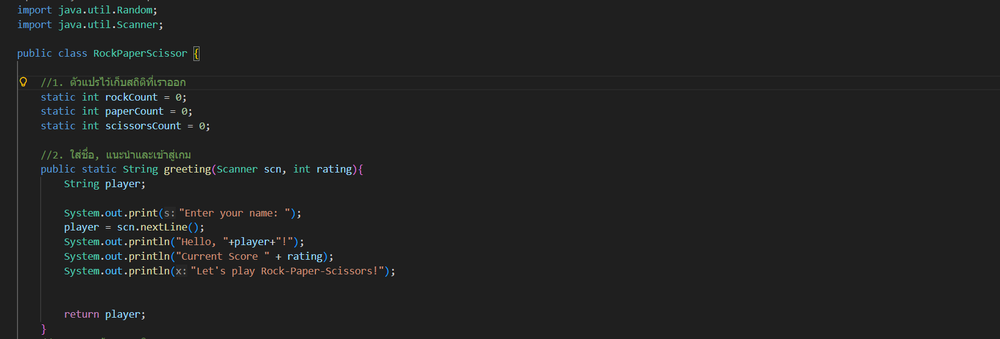 import java.util.Random;
import java.util.Scanner;
public class RockPaperScissor {
//1. ตัวแปรไว้เก็บสถิติที่เราออก
static int rockCount = 0;
static int paperCount = 0;
static int scissorsCount = 0;
//2. ใส่ชื่อ, แนะนำและเข้าสู่เกม
public static String greeting(Scanner scn, int rating){
String player;
System.out.print(s: "Enter your name: ");
player = scn.nextLine();
System.out.println("Hello, "+player+"!");
System.out.println("Current Score " + rating);
System.out.println(x: "Let's play Rock-Paper-Scissors!");
return player;
}